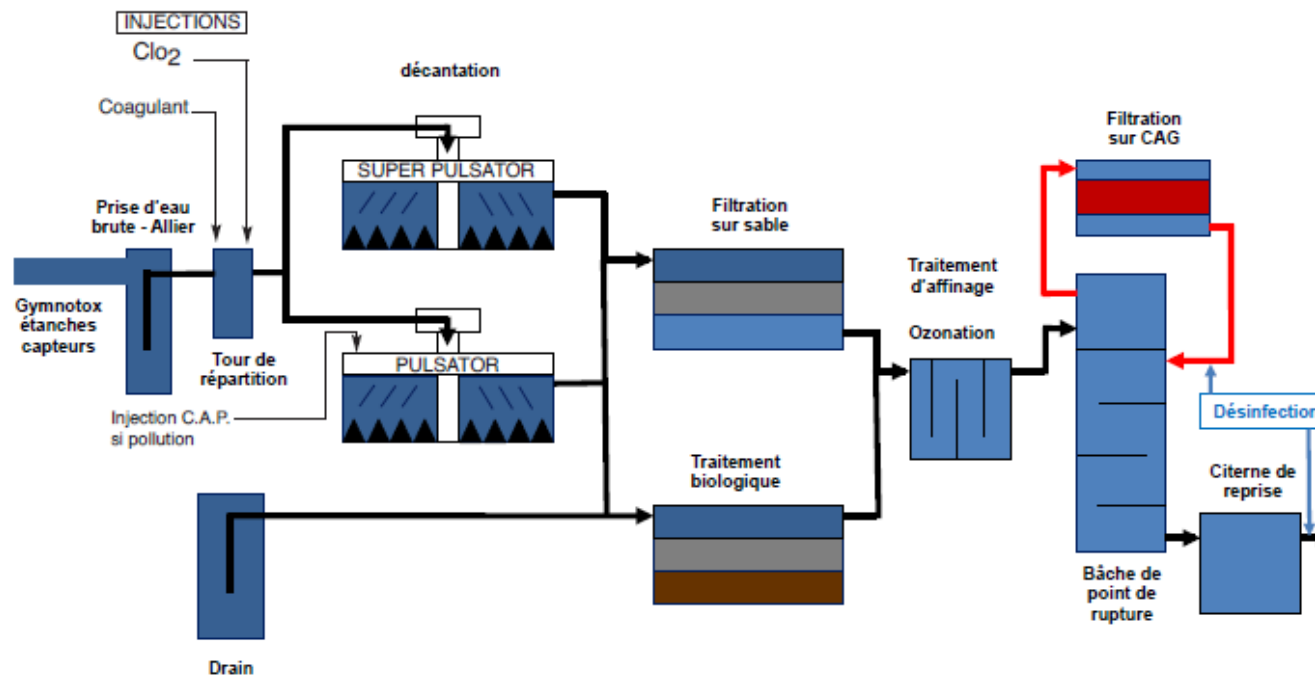 INJECTIONS
Clo2
Coagulant
décantation
SUPER PULSATOR
Prise d'eau
brute - Allier
Gymnotox
étanches
capteurs
Tour de
répartition
PULSATOR
Injection C.A.P.
si pollution
Drain
Filtration
sur sable
Traitement
biologique
Traitement
d'affinage
Ozonation
Filtration
sur CAG
Désinfection
Citerne de
reprise
Bâche de
point de
rupture